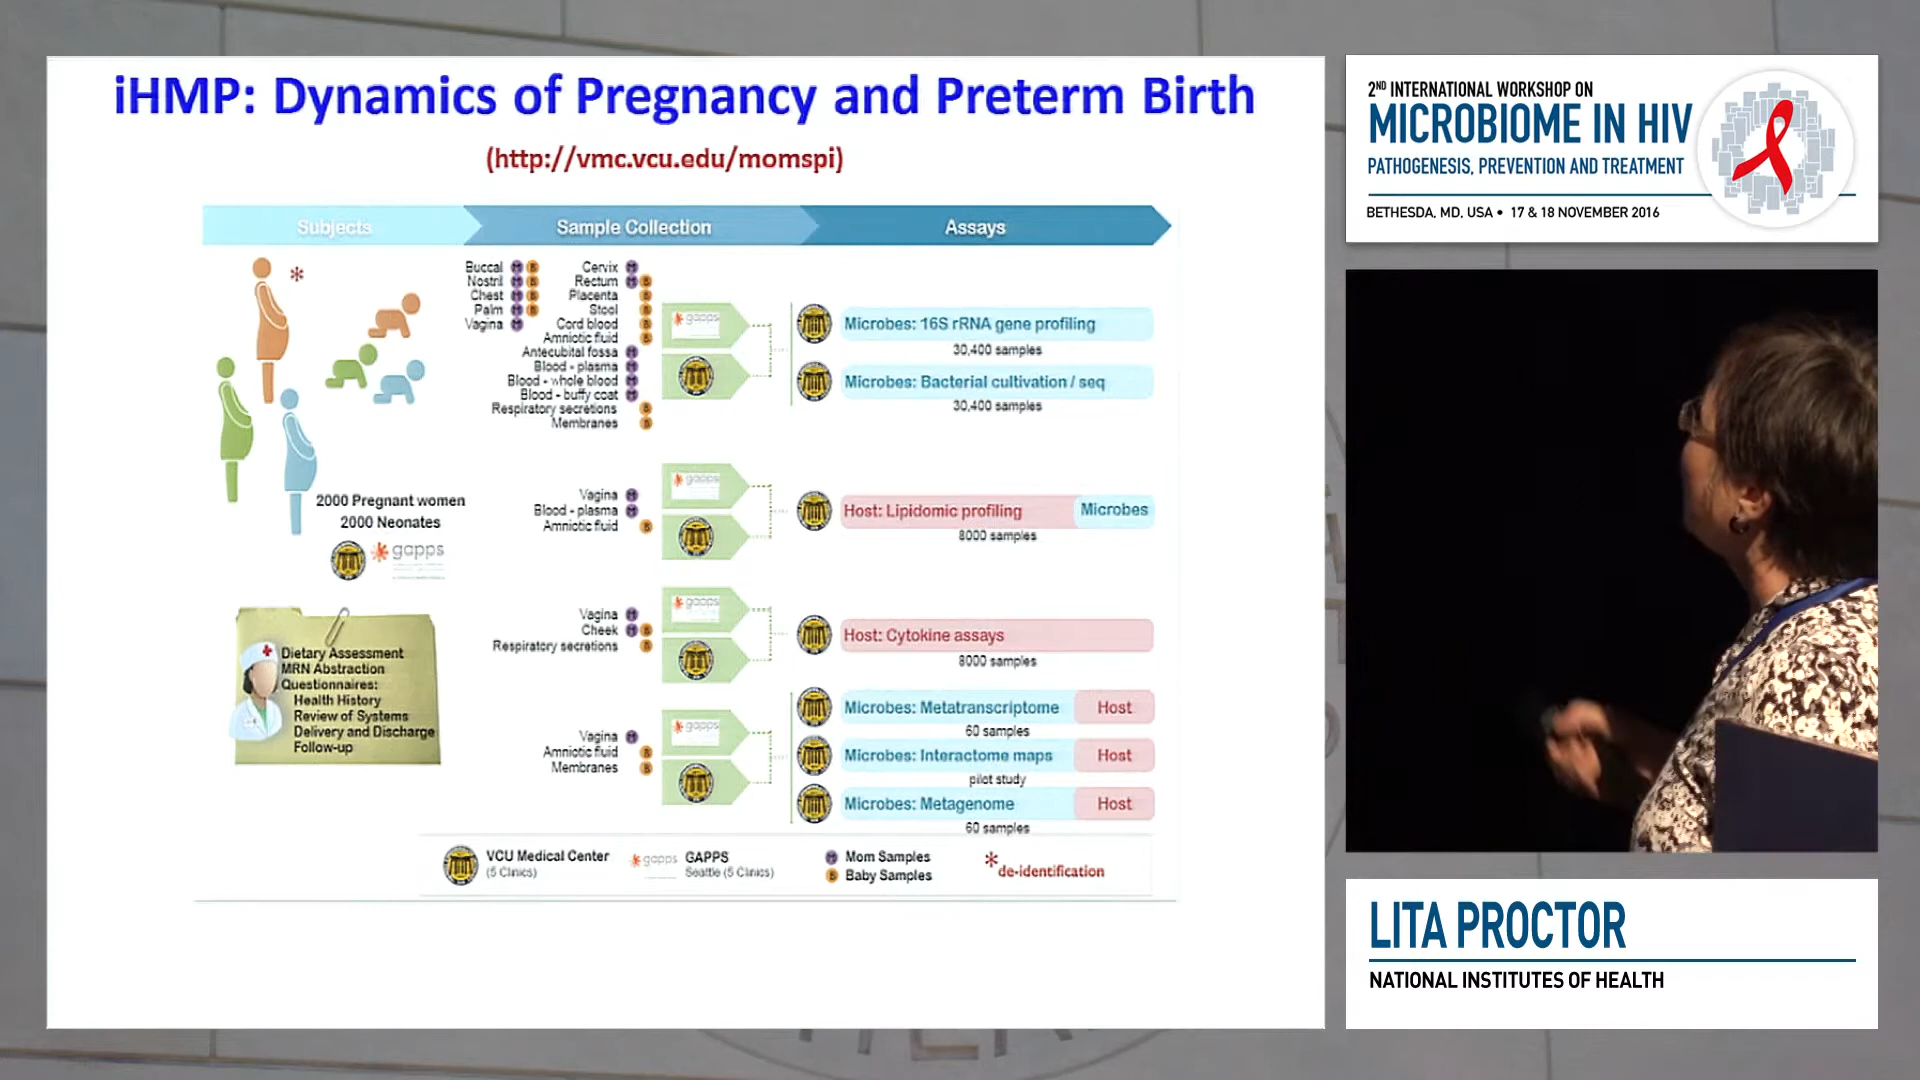 iHMP: Dynamics of Pregnancy and Preterm Birth
(http://vmc.vcu.edu/momspi)
Subjects
Sample Collection
Assays
*
2000 Pregnant women
2000 Neonates
gapps
Dietary Assessment
MRN Abstraction
Questionnaires:
Health History
Review of Systems
Delivery and Discharge
Follow-up
Buccal M B
Nostril M B
Chest M B
Palm M B
Vagina M
Cervix M
Rectum M B
Placenta B
Stool B
Cord blood B
Amniotic fluid B
Antecubital fossa M
Blood - plasma M
Blood - whole blood M
Blood - buffy coat M
Respiratory secretions B
Membranes B
gapps
Microbes: 16S rRNA gene profiling
30,400 samples
Microbes: Bacterial cultivation / seq
30,400 samples
Vagina M
Blood - plasma M
Amniotic fluid B
gapps
Host: Lipidomic profiling Microbes
8000 samples
Vagina M
Cheek M B
Respiratory secretions B
gapps
Host: Cytokine assays
8000 samples
Vagina M
Amniotic fluid B
Membranes B
gapps
Microbes: Metatranscriptome Host
60 samples
Microbes: Interactome maps Host
pilot study
Microbes: Metagenome Host
60 samples
VCU Medical Center
(5 Clinics)
gapps
GAPPS
Seattle (5 Clinics)
M Mom Samples
B Baby Samples
* de-identification
2ND INTERNATIONAL WORKSHOP ON
MICROBIOME IN HIV
PATHOGENESIS, PREVENTION AND TREATMENT
BETHESDA, MD, USA • 17 & 18 NOVEMBER 2016
LITA PROCTOR
NATIONAL INSTITUTES OF HEALTH